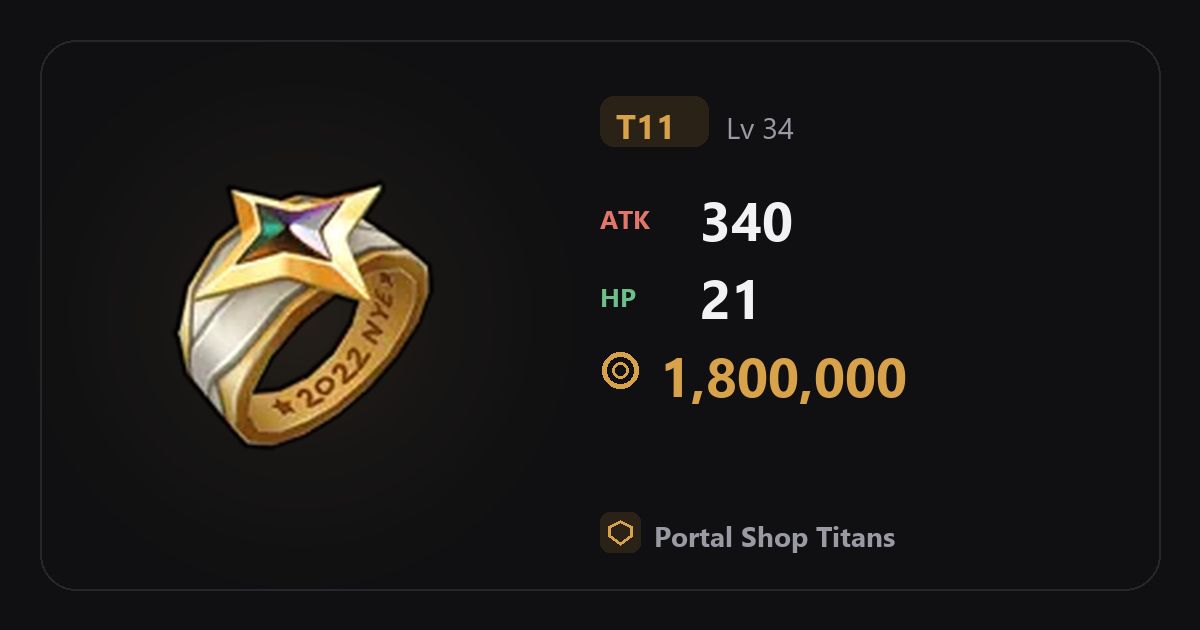 T11 Lv 34
ATK 340
HP 21
1,800,000
★2022 NYE★
Portal Shop Titans